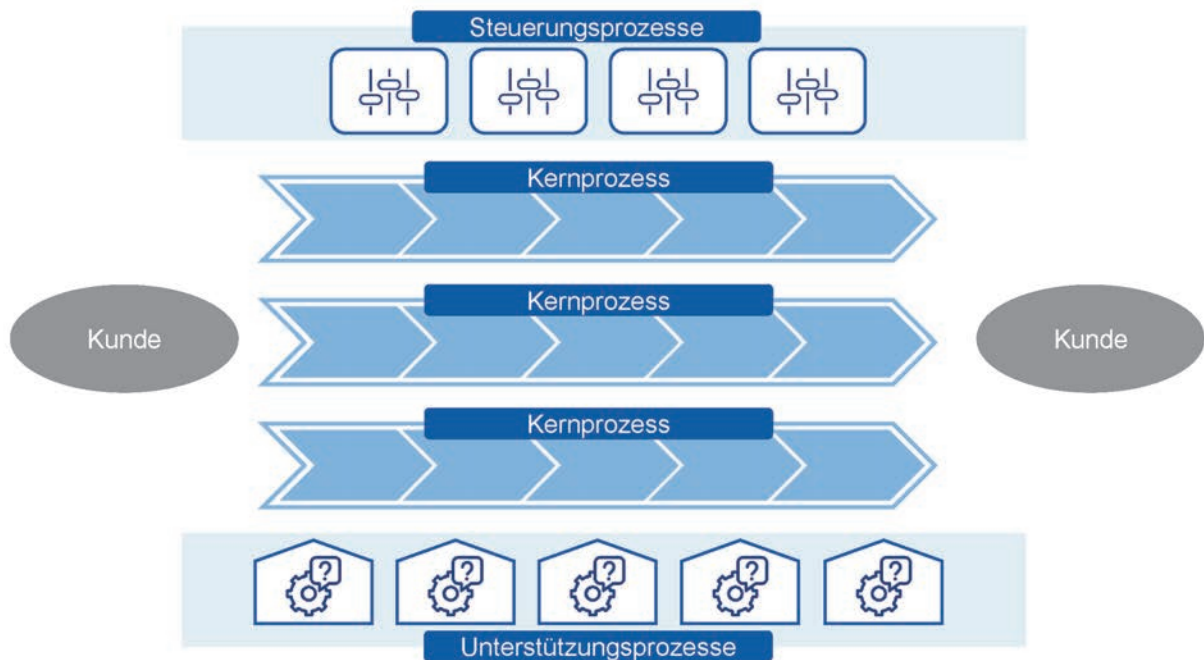 Steuerungsprozesse
Kernprozess
Kernprozess
Kunde
Kunde
Kernprozess
?
?
?
?
?
Unterstützungsprozesse